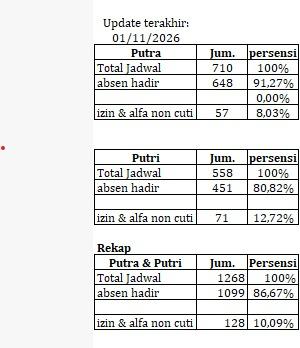 Update terakhir:
01/11/2026
Putra Jum. persensi
Total Jadwal 710 100%
absen hadir 648 91,27%
0,00%
izin & alfa non cuti 57 8,03%
Putri Jum. persensi
Total Jadwal 558 100%
absen hadir 451 80,82%
izin & alfa non cuti 71 12,72%
Rekap
Putra & Putri Jum. Persensi
Total Jadwal 1268 100%
absen hadir 1099 86,67%
izin & alfa non cuti 128 10,09%